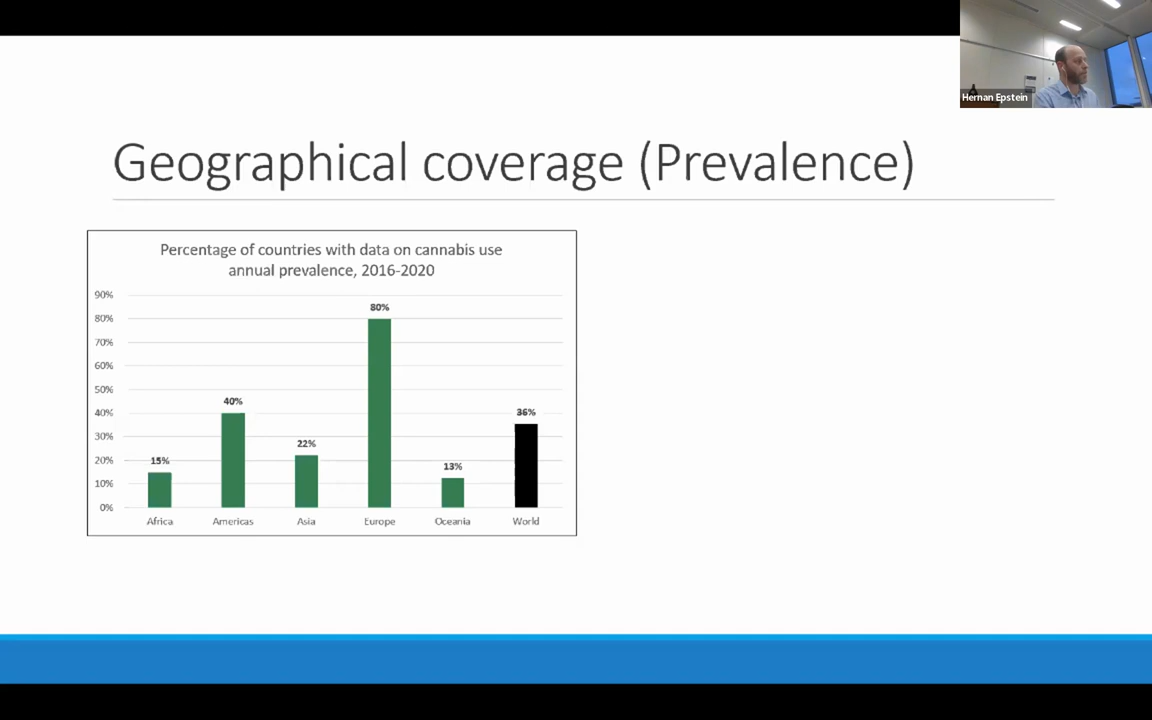 Hernan Epstein
Geographical coverage (Prevalence)
Percentage of countries with data on cannabis use
annual prevalence, 2016-2020
90%
80%
70%
60%
50%
40%
30%
20%
10%
0%
15%
40%
22%
80%
13%
36%
Africa
Americas
Asia
Europe
Oceania
World